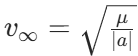 v_∞ = √(μ/|a|)